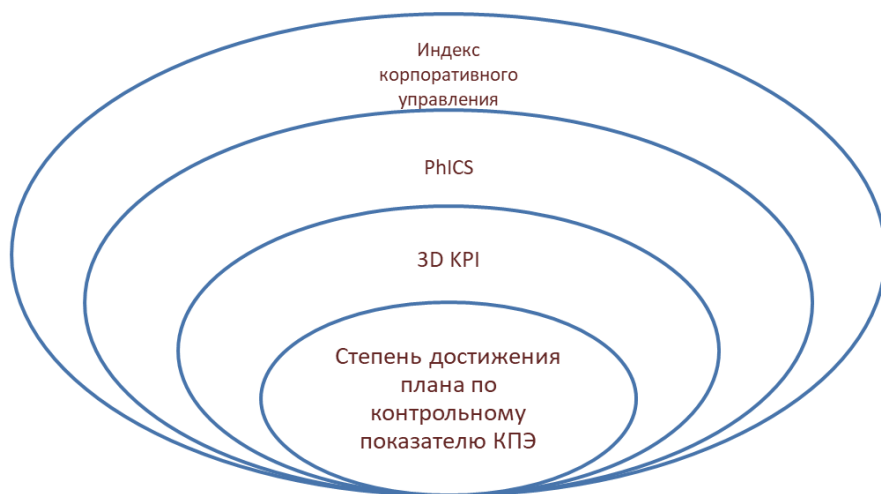 Индекс
корпоративного
управления
PhICS
3D KPI
Степень достижения
плана по
контрольному
показателю КПЭ